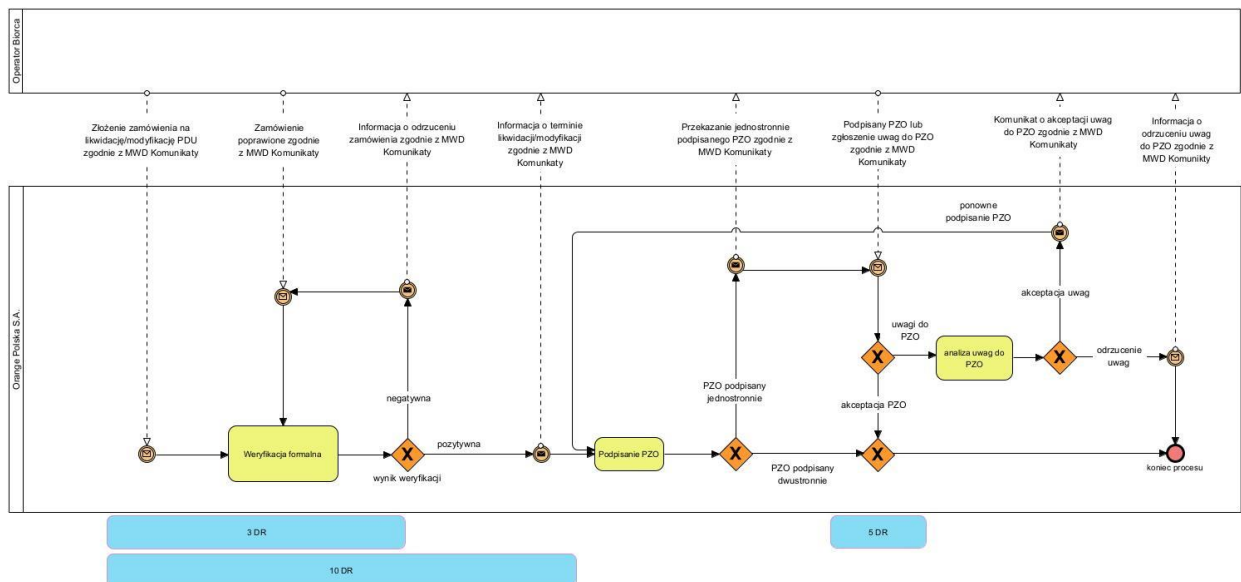 Operator Biorca
Złożenie zamówienia na
likwidację/modyfikację PDU
zgodnie z MWD Komunikaty
Zamówienie
poprawione zgodnie
z MWD Komunikaty
Informacja o odrzuceniu
zamówienia zgodnie z MWD
Komunikaty
Informacja o terminie
likwidacji/modyfikacji
zgodnie z MWD
Komunikaty
Przekazanie jednostronnie
podpisanego PZO zgodnie z
MWD Komunikaty
Podpisany PZO lub
zgłoszenie uwag do PZO
zgodnie z MWD
Komunikaty
Komunikat o akceptacji uwag
do PZO zgodnie z MWD
Komunikaty
Informacja o
odrzuceniu uwag
do PZO zgodnie z
MWD Komunikty
Orange Polska S.A.
ponowne
podpisanie PZO
akceptacja uwag
uwagi do
PZO
analiza uwag do
PZO
odrzucenie
uwag
negatywna
PZO podpisany
jednostronnie
akceptacja PZO
Weryfikacja formalna
pozytywna
wynik weryfikacji
Podpisanie PZO
PZO podpisany
dwustronnie
koniec procesu
3 DR
5 DR
10 DR